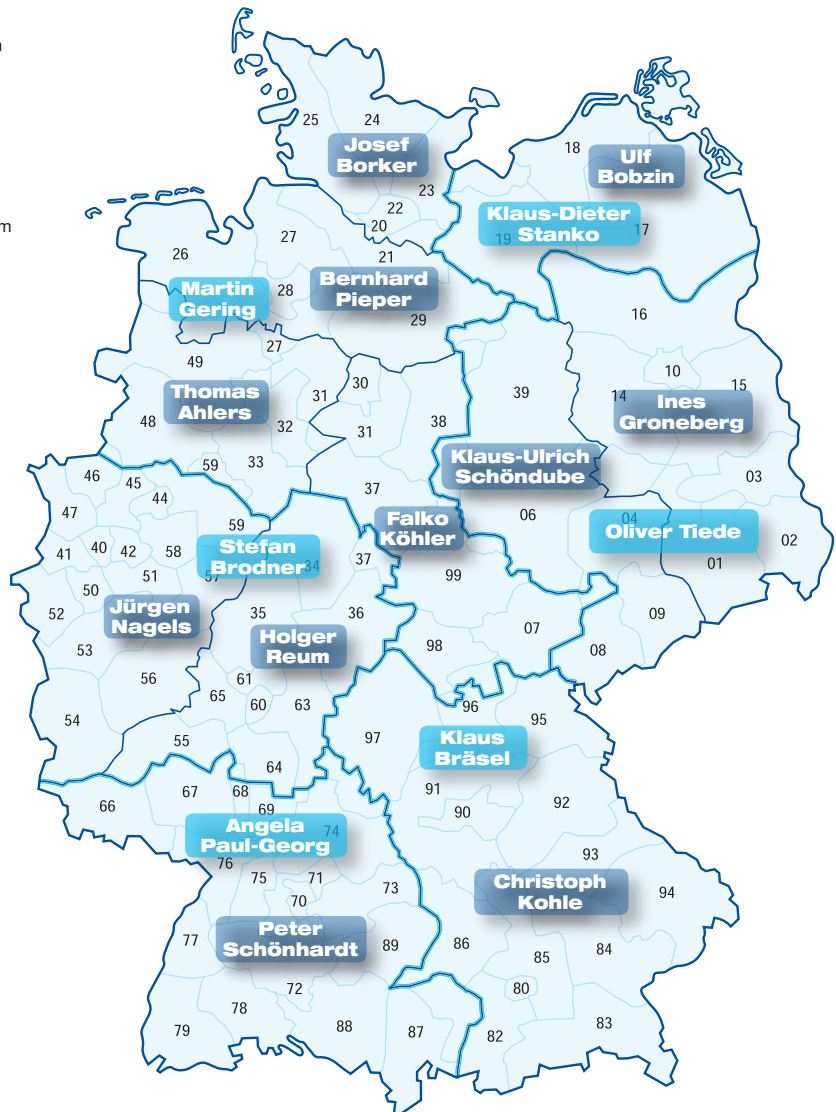 n
m
25
24
Josef
Borker
23
22
20
18
Ulf
Bobzin
Klaus-Dieter
Stanko
19
17
26
27
21
Martin
Gering
28
Bernhard
Pieper
29
16
49
27
30
10
14
15
Thomas
Ahlers
31
48
32
31
38
39
Ines
Groneberg
59
33
37
Klaus-Ulrich
Schöndube
03
46
45
44
47
59
06
04
Oliver Tiede
02
01
Falko
Köhler
41
40
42
58
Stefan
Brodner
34
57
37
99
51
50
52
Jürgen
Nagels
35
36
Holger
Reum
07
09
53
98
08
56
61
65
60
63
96
95
54
55
97
Klaus
Bräsel
64
66
67
68
69
91
90
92
Angela
Paul-Georg
74
76
93
75
71
70
73
Christoph
Kohle
94
77
Peter
Schönhardt
89
86
85
84
72
80
78
79
88
87
82
83